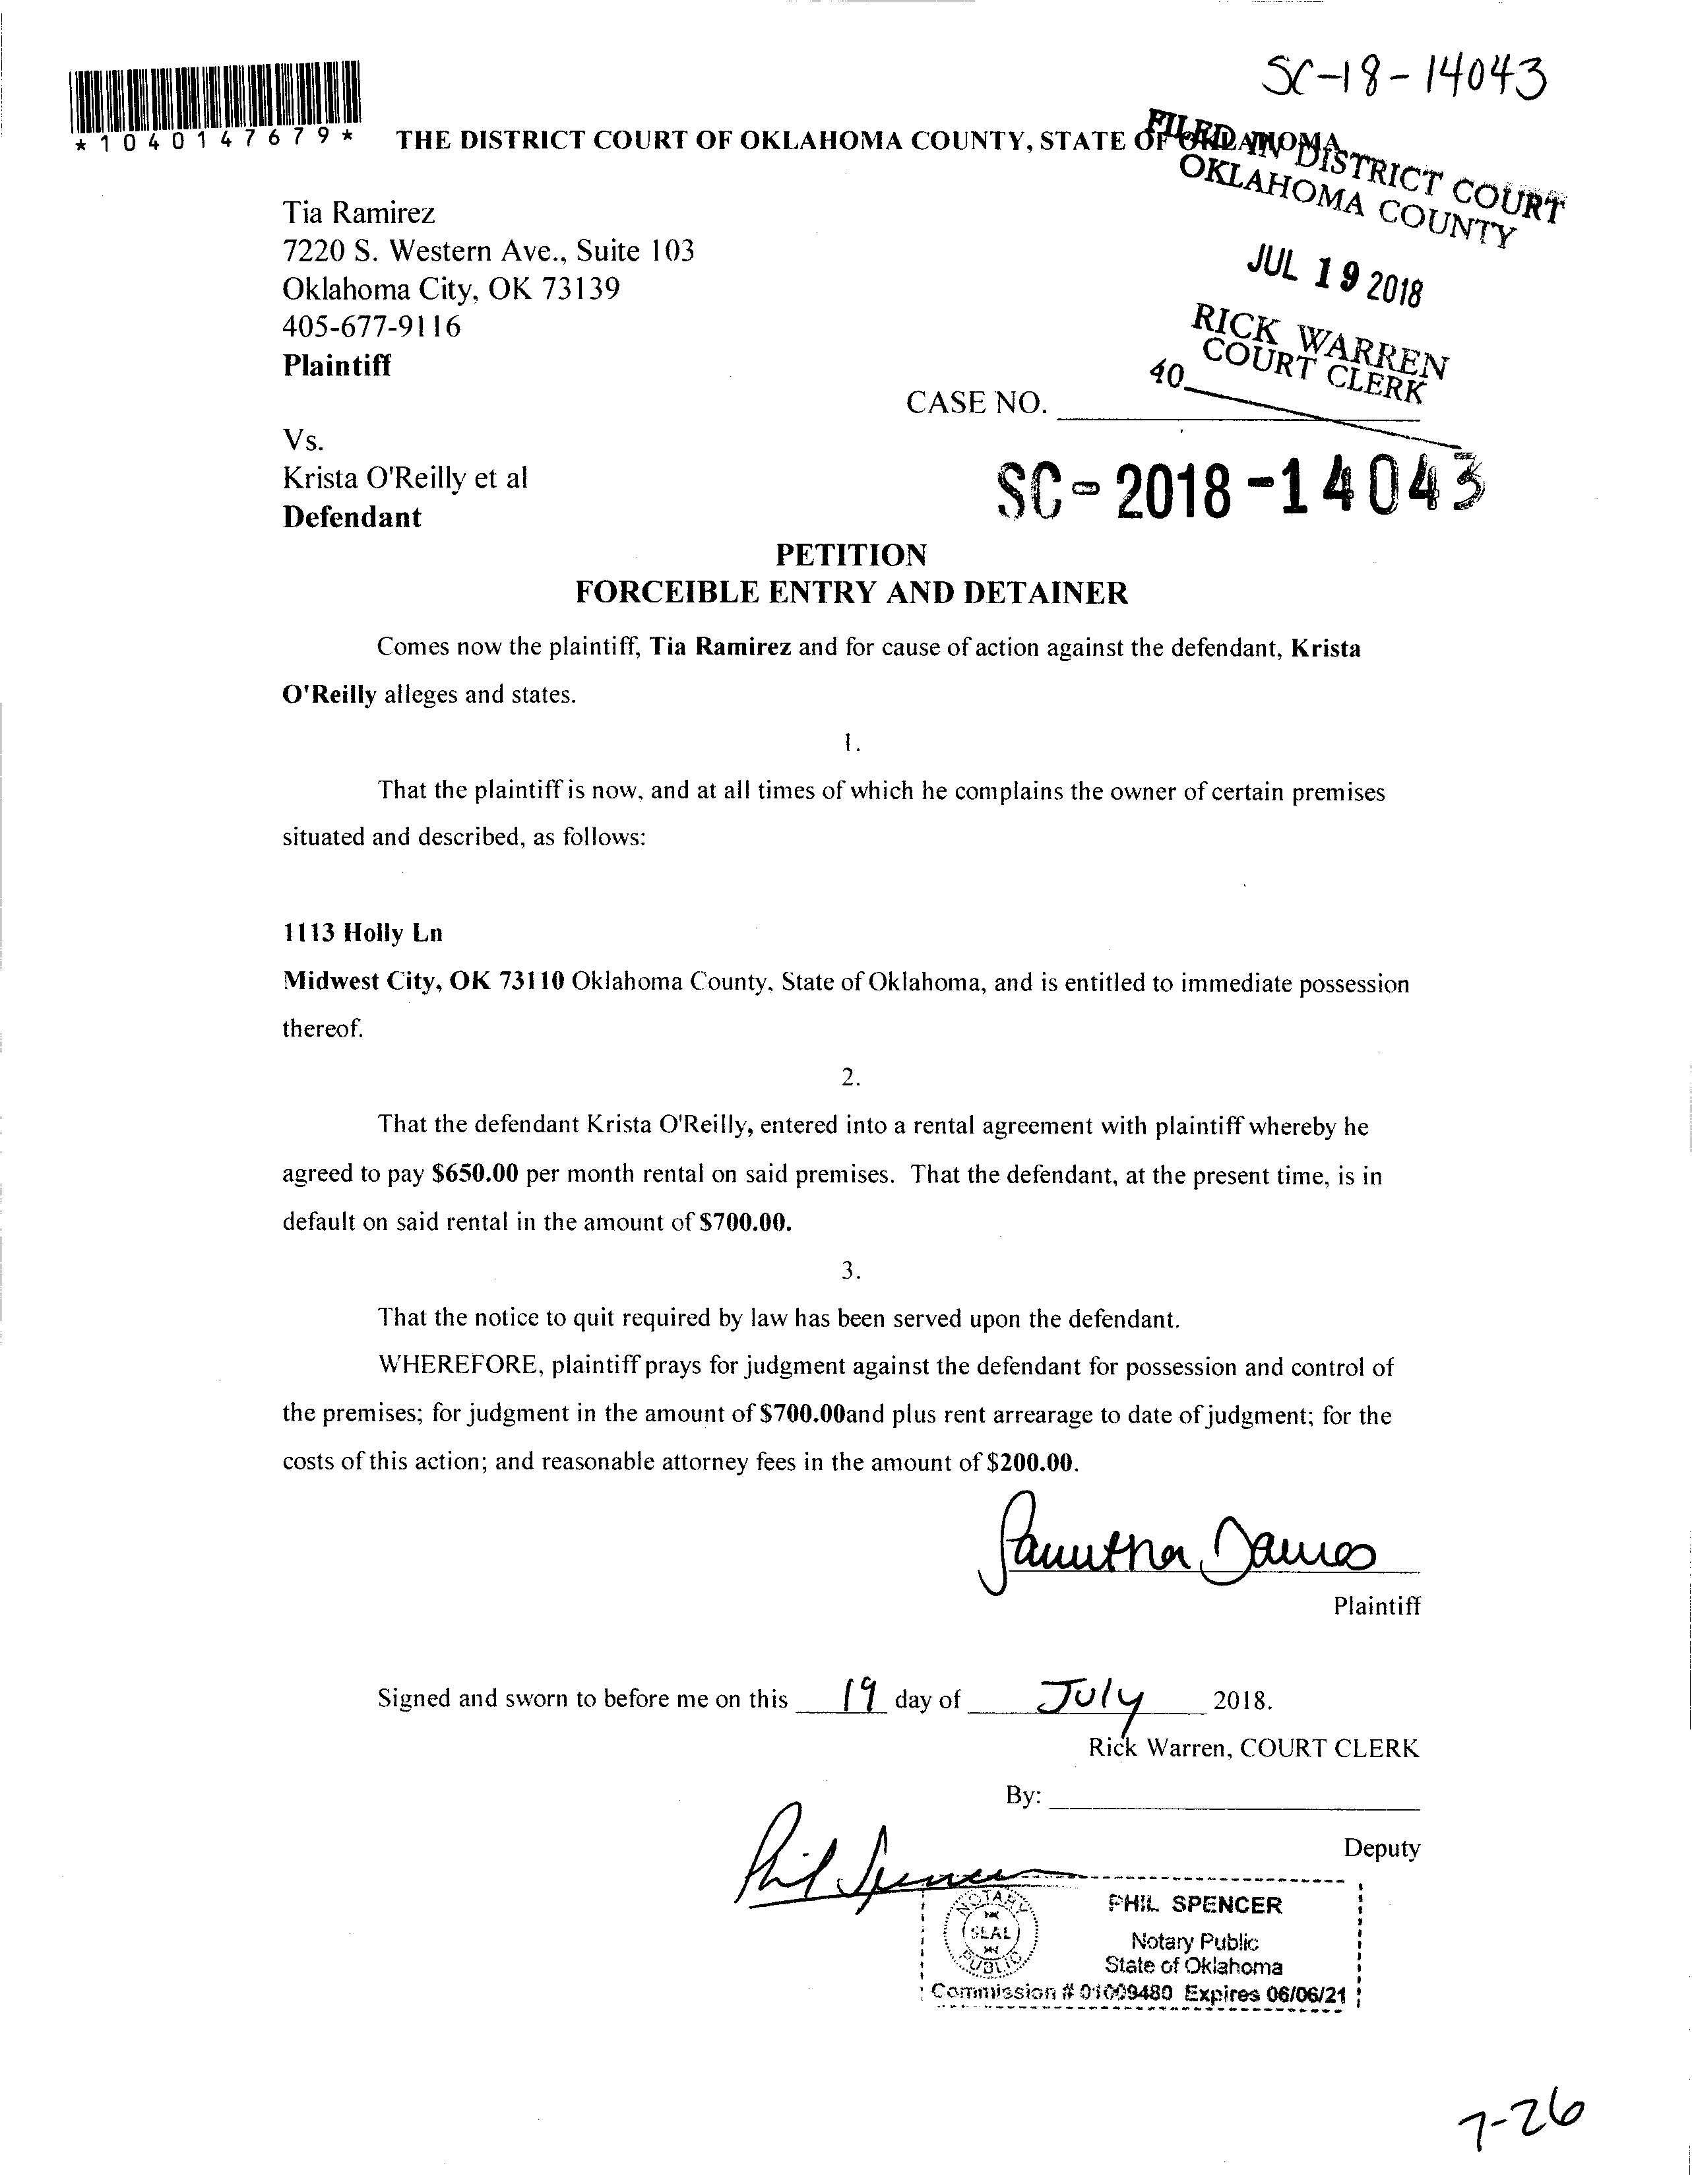 SC-18-14043
*1040147679*
THE DISTRICT COURT OF OKLAHOMA COUNTY, STATE OF OKLAHOMA
FILED IN DISTRICT COURT
OKLAHOMA COUNTY
JUL 19 2018
RICK WARREN
COURT CLERK
40
Tia Ramirez
7220 S. Western Ave., Suite 103
Oklahoma City, OK 73139
405-677-9116
Plaintiff
CASE NO.
Vs.
Krista O'Reilly et al
Defendant
SC-2018-14043
PETITION
FORCEIBLE ENTRY AND DETAINER
Comes now the plaintiff, Tia Ramirez and for cause of action against the defendant, Krista
O'Reilly alleges and states.
1.
That the plaintiff is now, and at all times of which he complains the owner of certain premises
situated and described, as follows:
1113 Holly Ln
Midwest City, OK 73110 Oklahoma County, State of Oklahoma, and is entitled to immediate possession
thereof.
2.
That the defendant Krista O'Reilly, entered into a rental agreement with plaintiff whereby he
agreed to pay $650.00 per month rental on said premises. That the defendant, at the present time, is in
default on said rental in the amount of $700.00.
3.
That the notice to quit required by law has been served upon the defendant.
WHEREFORE, plaintiff prays for judgment against the defendant for possession and control of
the premises; for judgment in the amount of $700.00and plus rent arrearage to date of judgment; for the
costs of this action; and reasonable attorney fees in the amount of $200.00.
Plaintiff
Signed and sworn to before me on this 19 day of July 2018.
Rick Warren, COURT CLERK
By:
Deputy
Phil Spencer
NOTARY
SEAL
PUBLIC
PHIL SPENCER
Notary Public
State of Oklahoma
Commission # 01009480 Expires 06/06/21
7-26